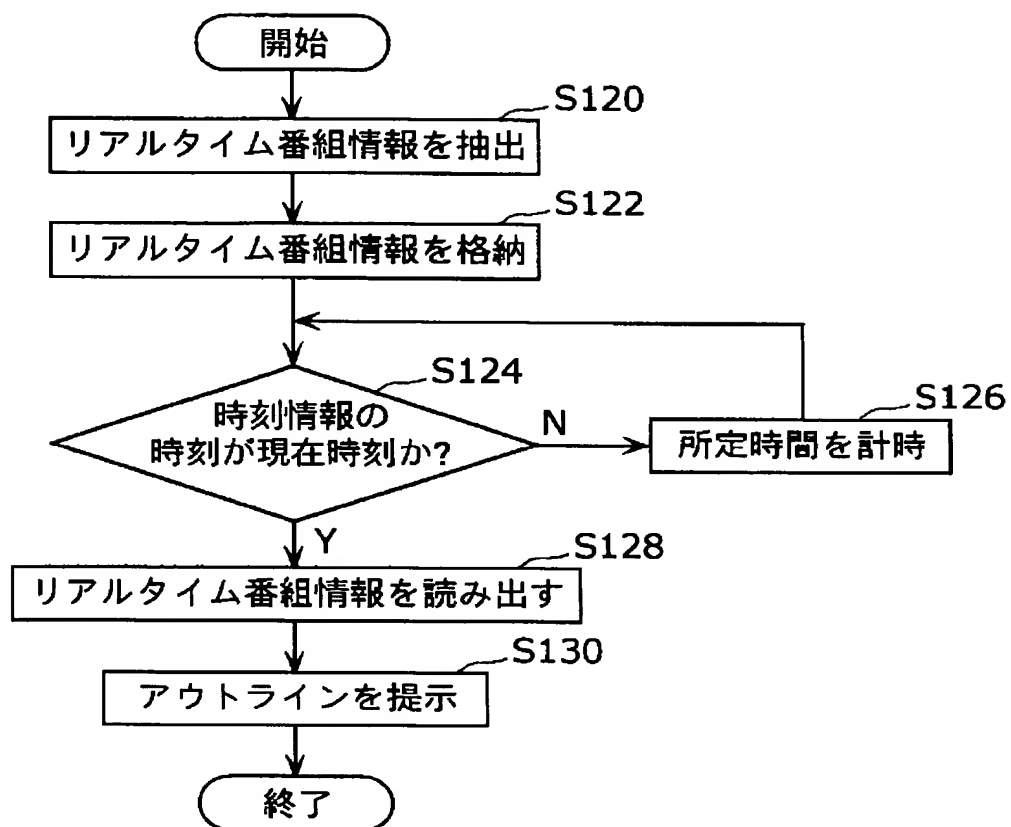 開始
S120
リアルタイム番組情報を抽出
S122
リアルタイム番組情報を格納
S124
時刻情報の
時刻が現在時刻か?
N
S126
所定時間を計時
Y
S128
リアルタイム番組情報を読み出す
S130
アウトラインを提示
終了